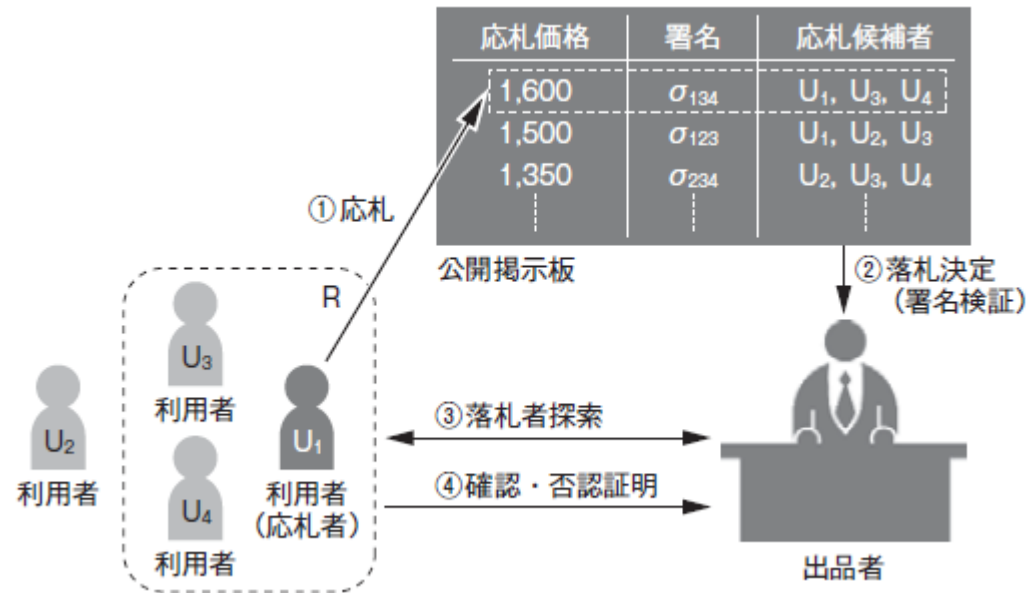 応札価格 署名 応札候補者
1,600 σ134 U1, U3, U4
1,500 σ123 U1, U2, U3
1,350 σ234 U2, U3, U4
①応札
公開掲示板
②落札決定
(署名検証)
R
U3
利用者
U2
利用者
U1
利用者
(応札者)
U4
利用者
③落札者探索
④確認・否認証明
出品者